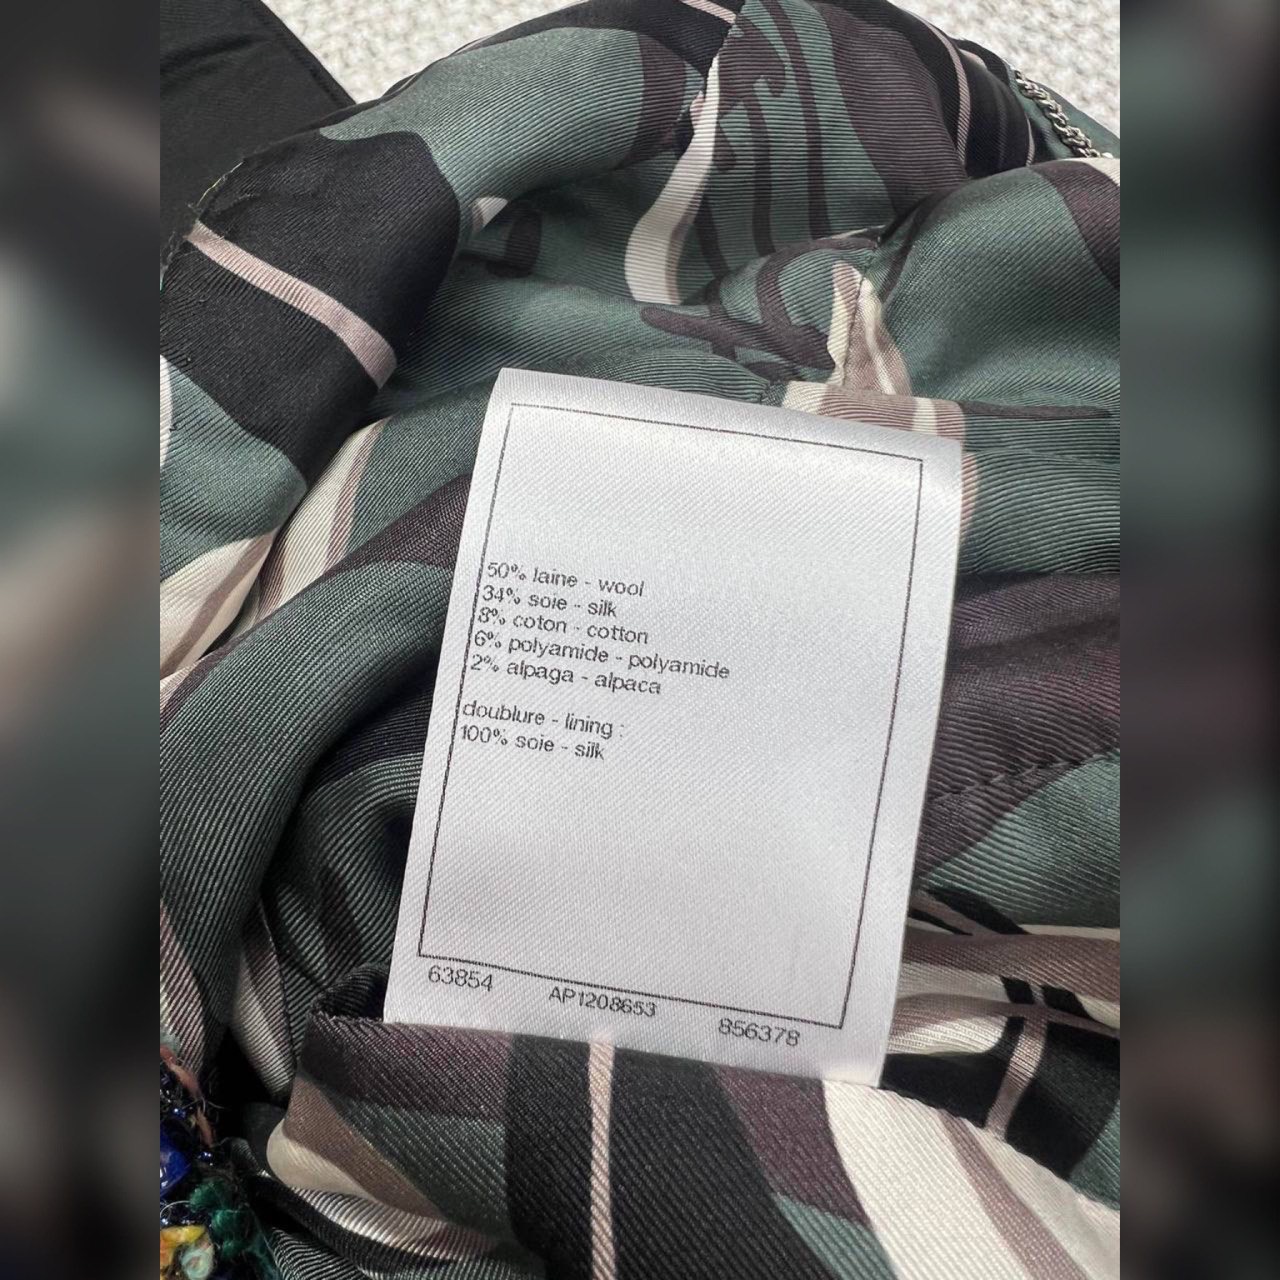 50% laine - wool
34% soie - silk
8% coton - cotton
6% polyamide - polyamide
2% alpaga - alpaca
doublure - lining :
100% soie - silk
63854 AP1208653 856378